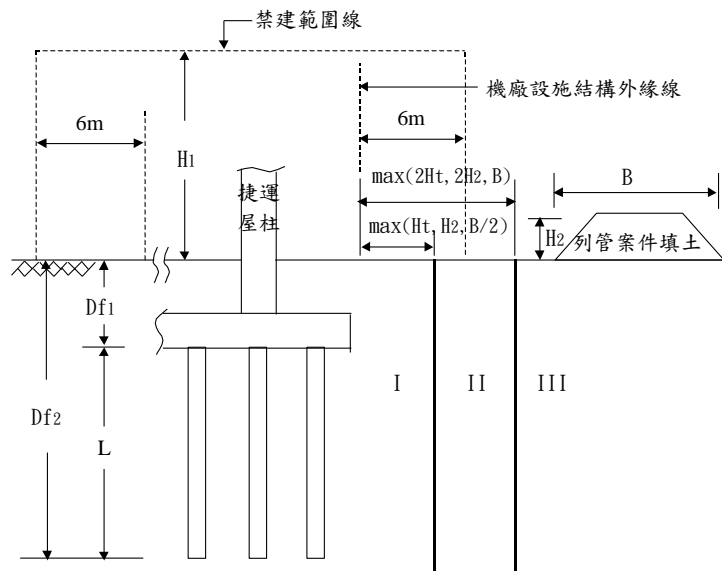 禁建範圍線
機廠設施結構外緣線
6m
6m
H1
max(2Ht,2H2,B)
B
捷運
屋柱
max(Ht,H2,B/2)
H2
列管案件填土
Df1
I
II
III
Df2
L